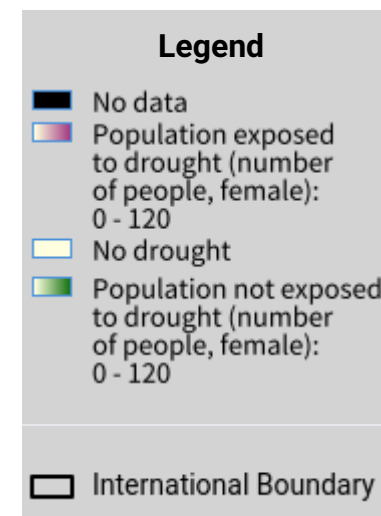 Legend
No data
Population exposed
to drought (number
of people, female):
0 - 120
No drought
Population not exposed
to drought (number
of people, female):
0 - 120
International Boundary